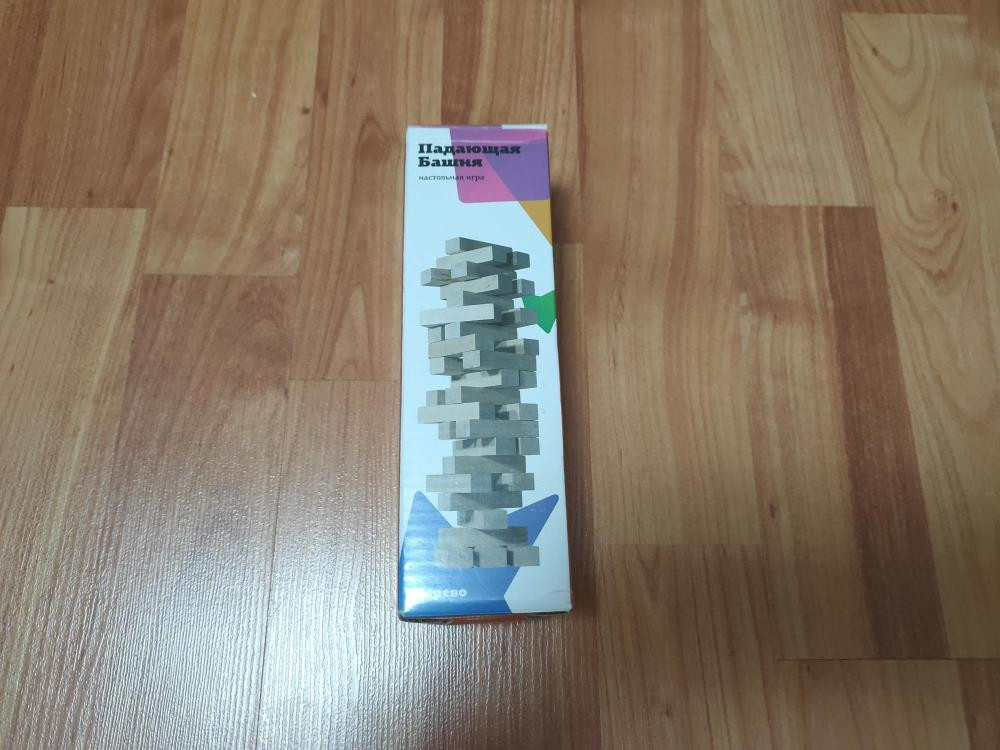 Падающая
Башня
настольная игра